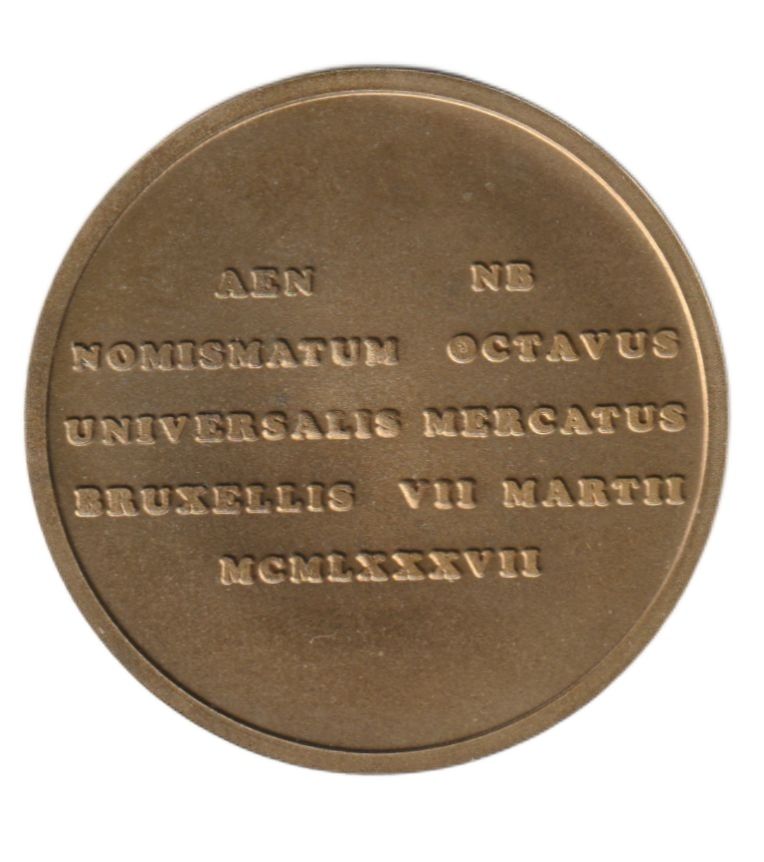 AEN NB
NOMISMATUM OCTAVUS
UNIVERSALIS MERCATUS
BRUXELLIS VII MARTII
MCMLXXXVII